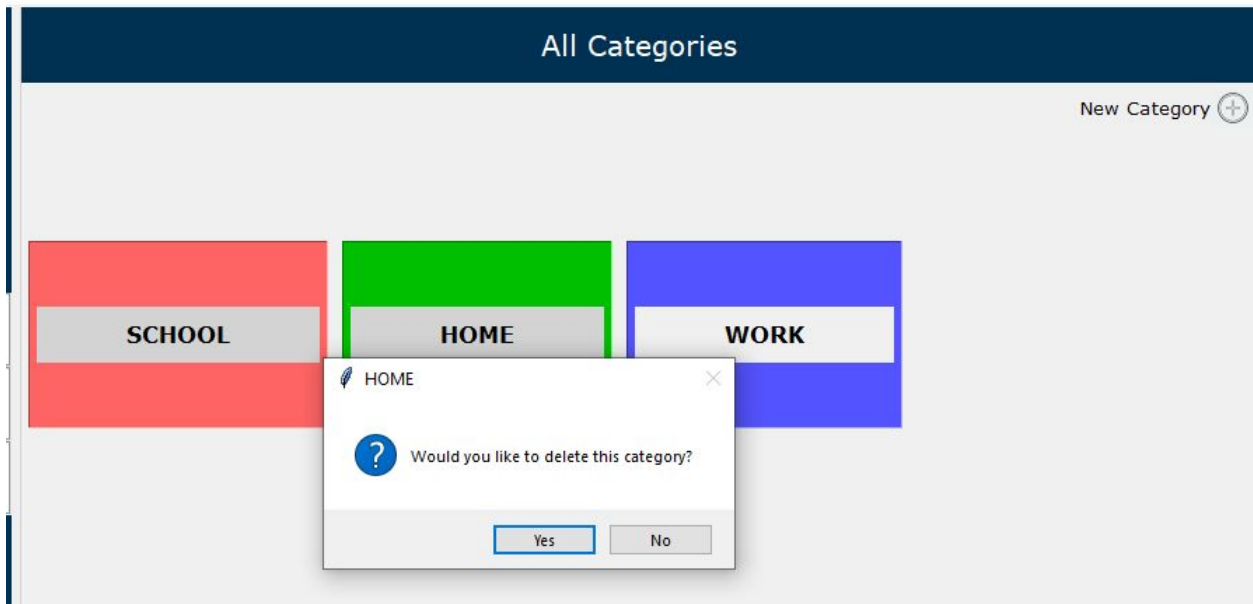 All Categories
New Category
SCHOOL
HOME
WORK
HOME
Would you like to delete this category?
Yes
No